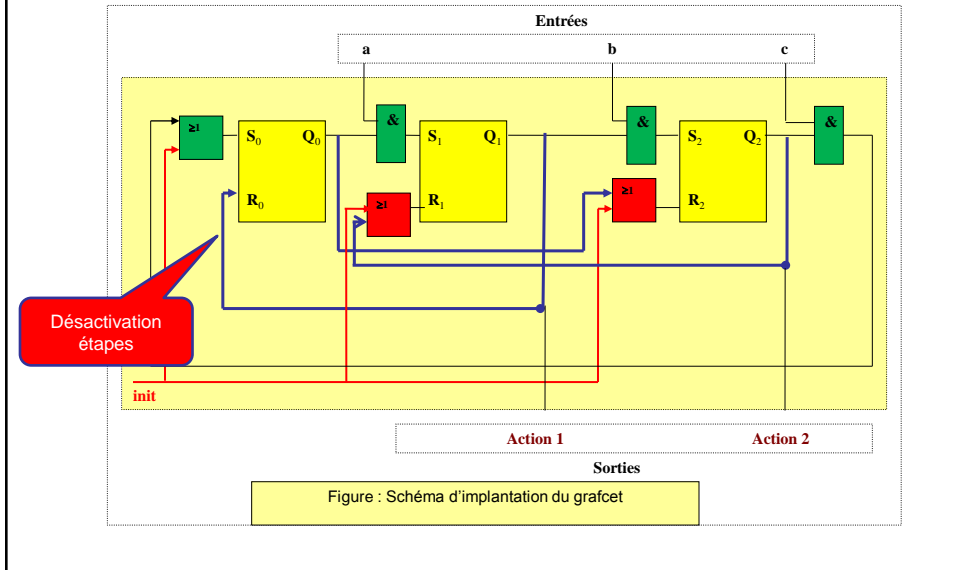 Entrées
a b c
≥1 S₀ Q₀ & S₁ Q₁ & S₂ Q₂ &
R₀ ≥1 R₁ ≥1 R₂
Désactivation
étapes
init
Action 1 Action 2
Sorties
Figure : Schéma d'implantation du grafcet